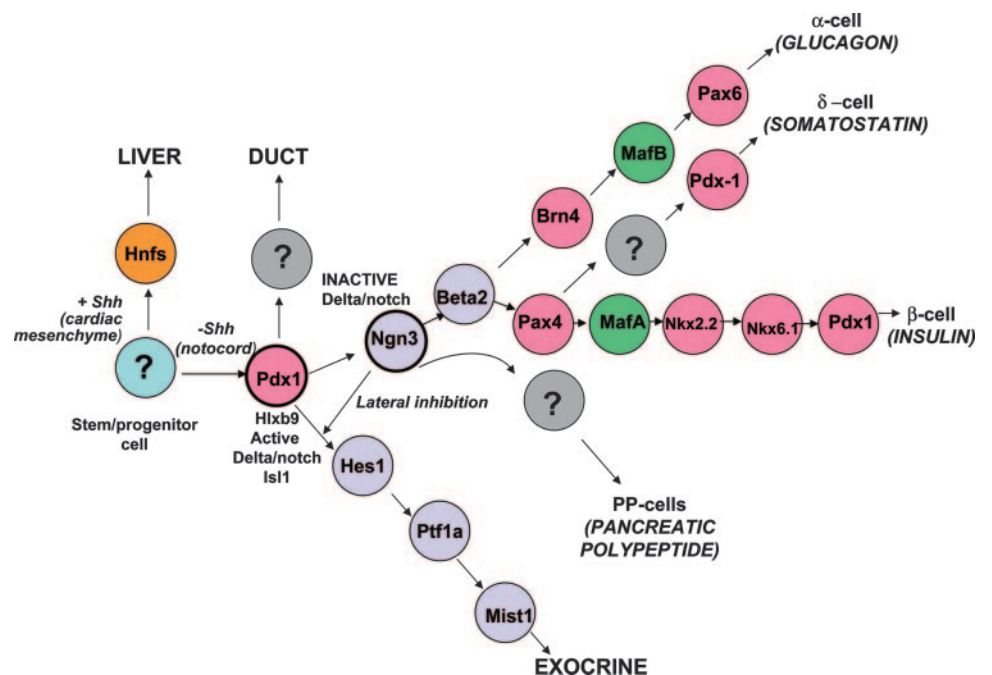 α-cell
(GLUCAGON)
Pax6
δ –cell
(SOMATOSTATIN)
MafB
LIVER
DUCT
Pdx-1
Brn4
Hnfs
?
?
INACTIVE
Delta/notch
Beta2
+ Shh
(cardiac
mesenchyme)
-Shh
(notocord)
Pax4
MafA
Nkx2.2
Nkx6.1
Pdx1
β-cell
(INSULIN)
Ngn3
?
Pdx1
Lateral inhibition
?
Stem/progenitor
cell
Hlxb9
Active
Delta/notch
Isl1
Hes1
PP-cells
(PANCREATIC
POLYPEPTIDE)
Ptf1a
Mist1
EXOCRINE